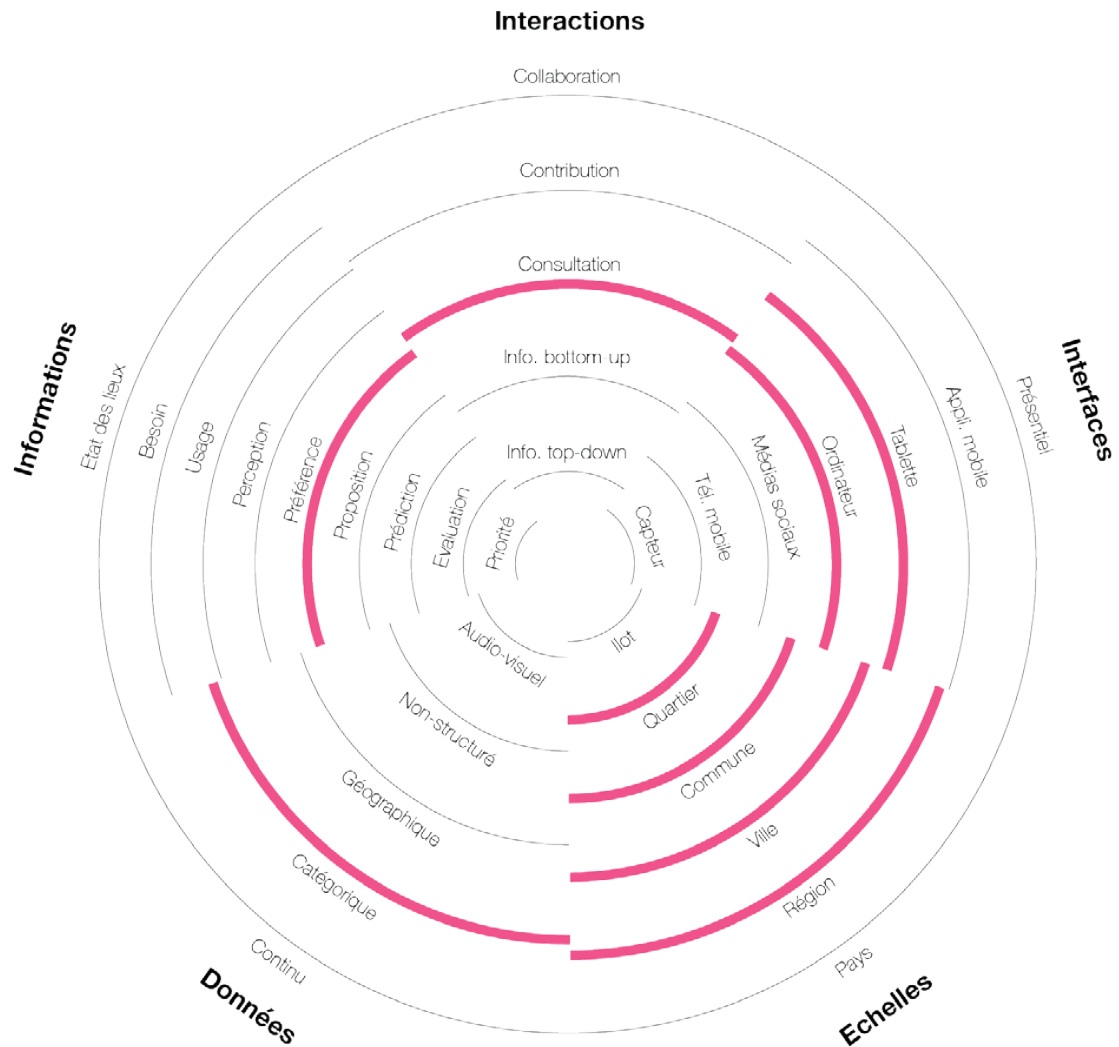 Interactions
Collaboration
Contribution
Consultation
Info. bottom-up
Info. top-down
Interfaces
Présentiel
Appli. mobile
Tablette
Ordinateur
Médias sociaux
Tél. mobile
Capteur
Echelles
Pays
Région
Ville
Commune
Quartier
Ilot
Données
Continu
Catégorique
Géographique
Non-structuré
Audio-visuel
Informations
Etat des lieux
Besoin
Usage
Perception
Préférence
Proposition
Prédiction
Evaluation
Priorité